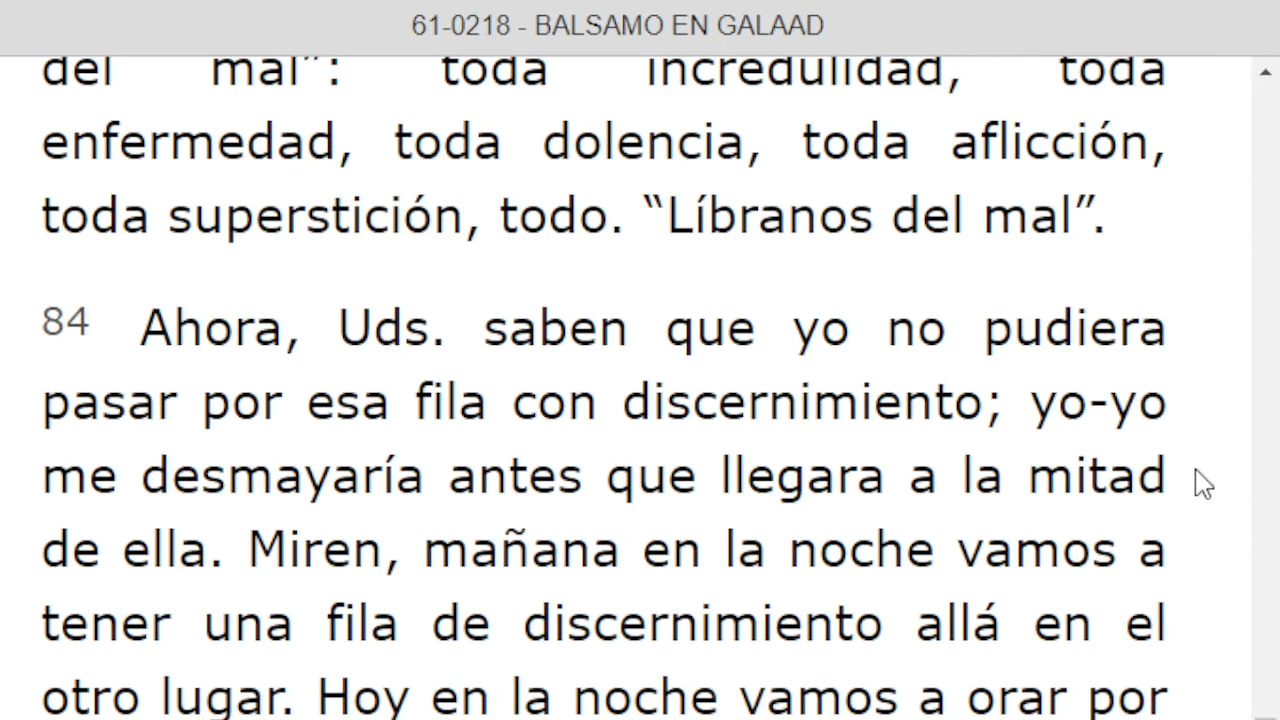 61-0218 - BALSAMO EN GALAAD
del mal”: toda incredulidad, toda
enfermedad, toda dolencia, toda aflicción,
toda superstición, todo. “Líbranos del mal”.
84 Ahora, Uds. saben que yo no pudiera
pasar por esa fila con discernimiento; yo-yo
me desmayaría antes que llegara a la mitad
de ella. Miren, mañana en la noche vamos a
tener una fila de discernimiento allá en el
otro lugar. Hoy en la noche vamos a orar por